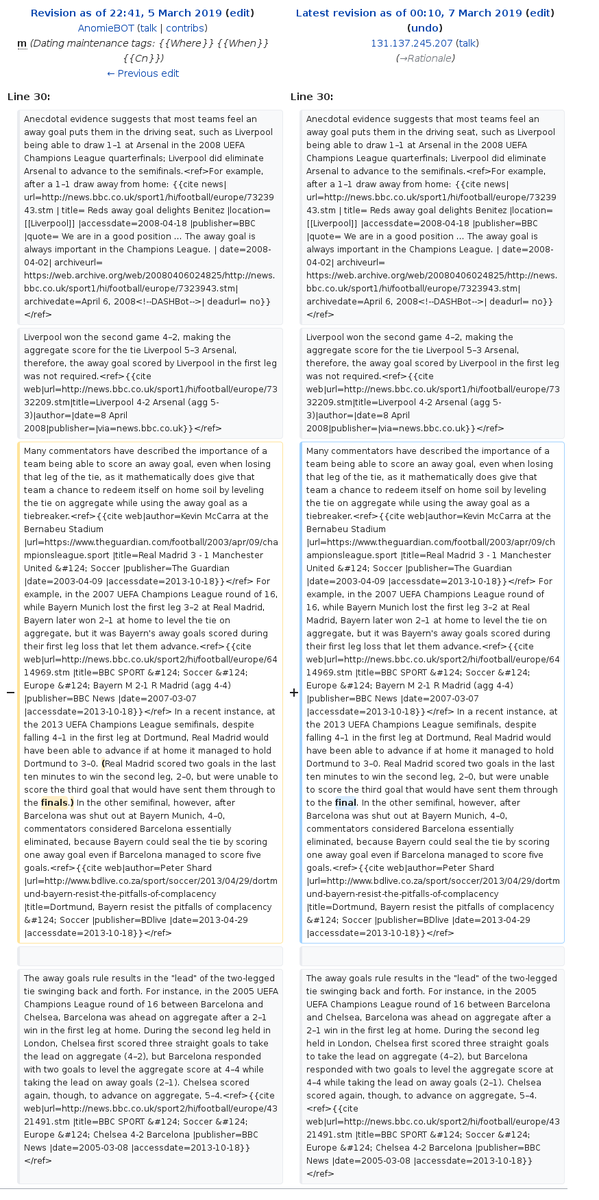 Revision as of 22:41, 5 March 2019 (edit)
AnomieBOT (talk | contribs)
m (Dating maintenance tags: {{Where}} {{When}}
{{Cn}})
← Previous edit
Latest revision as of 00:10, 7 March 2019 (edit)
(undo)
131.137.245.207 (talk)
(→Rationale)
Line 30:
Anecdotal evidence suggests that most teams feel an
away goal puts them in the driving seat, such as Liverpool
being able to draw 1–1 at Arsenal in the 2008 UEFA
Champions League quarterfinals; Liverpool did eliminate
Arsenal to advance to the semifinals.<ref>For example,
after a 1–1 draw away from home: {{cite news|
url=http://news.bbc.co.uk/sport1/hi/football/europe/73239
43.stm | title= Reds away goal delights Benitez |location=
[[Liverpool]] |accessdate=2008-04-18 |publisher=BBC
|quote= We are in a good position ... The away goal is
always important in the Champions League. | date=2008-
04-02| archiveurl=
https://web.archive.org/web/20080406024825/http://news.
bbc.co.uk/sport1/hi/football/europe/7323943.stm|
archivedate=April 6, 2008<!--DASHBot-->| deadurl= no}}
</ref>
Liverpool won the second game 4–2, making the
aggregate score for the tie Liverpool 5–3 Arsenal,
therefore, the away goal scored by Liverpool in the first leg
was not required.<ref>{{cite
web|url=http://news.bbc.co.uk/sport1/hi/football/europe/73
32209.stm|title=Liverpool 4-2 Arsenal (agg 5-
3)|author=|date=8 April
2008|publisher=|via=news.bbc.co.uk}}</ref>
−
Many commentators have described the importance of a
team being able to score an away goal, even when losing
that leg of the tie, as it mathematically does give that
team a chance to redeem itself on home soil by leveling
the tie on aggregate while using the away goal as a
tiebreaker.<ref>{{cite web|author=Kevin McCarra at the
Bernabeu Stadium
|url=https://www.theguardian.com/football/2003/apr/09/ch
ampionsleague.sport |title=Real Madrid 3 - 1 Manchester
United &#124; Soccer |publisher=The Guardian
|date=2003-04-09 |accessdate=2013-10-18}}</ref> For
example, in the 2007 UEFA Champions League round of 16,
while Bayern Munich lost the first leg 3–2 at Real Madrid,
Bayern later won 2–1 at home to level the tie on
aggregate, but it was Bayern's away goals scored during
their first leg loss that let them advance.<ref>{{cite
web|url=http://news.bbc.co.uk/sport2/hi/football/europe/64
14969.stm |title=BBC SPORT &#124; Soccer &#124;
Europe &#124; Bayern M 2-1 R Madrid (agg 4-4)
|publisher=BBC News |date=2007-03-07
|accessdate=2013-10-18}}</ref> In a recent instance, at
the 2013 UEFA Champions League semifinals, despite
falling 4–1 in the first leg at Dortmund, Real Madrid would
have been able to advance if at home it managed to hold
Dortmund to 3–0. (Real Madrid scored two goals in the last
ten minutes to win the second leg, 2–0, but were unable to
score the third goal that would have sent them through to
the finals.) In the other semifinal, however, after
Barcelona was shut out at Bayern Munich, 4–0,
commentators considered Barcelona essentially
eliminated, because Bayern could seal the tie by scoring
one away goal even if Barcelona managed to score five
goals.<ref>{{cite web|author=Peter Shard
|url=http://www.bdlive.co.za/sport/soccer/2013/04/29/dortm
und-bayern-resist-the-pitfalls-of-complacency
|title=Dortmund, Bayern resist the pitfalls of complacency
&#124; Soccer |publisher=BDlive |date=2013-04-29
|accessdate=2013-10-18}}</ref>
The away goals rule results in the "lead" of the two-legged
tie swinging back and forth. For instance, in the 2005 UEFA
Champions League round of 16 between Barcelona and
Chelsea, Barcelona was ahead on aggregate after a 2–1
win in the first leg at home. During the second leg held in
London, Chelsea first scored three straight goals to take
the lead on aggregate (4–2), but Barcelona responded
with two goals to level the aggregate score at 4–4 while
taking the lead on away goals (2–1). Chelsea scored
again, though, to advance on aggregate, 5–4.<ref>{{cite
web|url=http://news.bbc.co.uk/sport2/hi/football/europe/43
21491.stm |title=BBC SPORT &#124; Soccer &#124;
Europe &#124; Chelsea 4-2 Barcelona |publisher=BBC
News |date=2005-03-08 |accessdate=2013-10-18}}
</ref>
Line 30:
Anecdotal evidence suggests that most teams feel an
away goal puts them in the driving seat, such as Liverpool
being able to draw 1–1 at Arsenal in the 2008 UEFA
Champions League quarterfinals; Liverpool did eliminate
Arsenal to advance to the semifinals.<ref>For example,
after a 1–1 draw away from home: {{cite news|
url=http://news.bbc.co.uk/sport1/hi/football/europe/73239
43.stm | title= Reds away goal delights Benitez |location=
[[Liverpool]] |accessdate=2008-04-18 |publisher=BBC
|quote= We are in a good position ... The away goal is
always important in the Champions League. | date=2008-
04-02| archiveurl=
https://web.archive.org/web/20080406024825/http://news.
bbc.co.uk/sport1/hi/football/europe/7323943.stm|
archivedate=April 6, 2008<!--DASHBot-->| deadurl= no}}
</ref>
Liverpool won the second game 4–2, making the
aggregate score for the tie Liverpool 5–3 Arsenal,
therefore, the away goal scored by Liverpool in the first
leg was not required.<ref>{{cite
web|url=http://news.bbc.co.uk/sport1/hi/football/europe/73
32209.stm|title=Liverpool 4-2 Arsenal (agg 5-
3)|author=|date=8 April
2008|publisher=|via=news.bbc.co.uk}}</ref>
+
Many commentators have described the importance of a
team being able to score an away goal, even when losing
that leg of the tie, as it mathematically does give that
team a chance to redeem itself on home soil by leveling
the tie on aggregate while using the away goal as a
tiebreaker.<ref>{{cite web|author=Kevin McCarra at the
Bernabeu Stadium
|url=https://www.theguardian.com/football/2003/apr/09/ch
ampionsleague.sport |title=Real Madrid 3 - 1 Manchester
United &#124; Soccer |publisher=The Guardian
|date=2003-04-09 |accessdate=2013-10-18}}</ref> For
example, in the 2007 UEFA Champions League round of
16, while Bayern Munich lost the first leg 3–2 at Real
Madrid, Bayern later won 2–1 at home to level the tie on
aggregate, but it was Bayern's away goals scored during
their first leg loss that let them advance.<ref>{{cite
web|url=http://news.bbc.co.uk/sport2/hi/football/europe/64
14969.stm |title=BBC SPORT &#124; Soccer &#124;
Europe &#124; Bayern M 2-1 R Madrid (agg 4-4)
|publisher=BBC News |date=2007-03-07
|accessdate=2013-10-18}}</ref> In a recent instance, at
the 2013 UEFA Champions League semifinals, despite
falling 4–1 in the first leg at Dortmund, Real Madrid would
have been able to advance if at home it managed to hold
Dortmund to 3–0. Real Madrid scored two goals in the last
ten minutes to win the second leg, 2–0, but were unable
to score the third goal that would have sent them through
to the final. In the other semifinal, however, after
Barcelona was shut out at Bayern Munich, 4–0,
commentators considered Barcelona essentially
eliminated, because Bayern could seal the tie by scoring
one away goal even if Barcelona managed to score five
goals.<ref>{{cite web|author=Peter Shard
|url=http://www.bdlive.co.za/sport/soccer/2013/04/29/dortm
und-bayern-resist-the-pitfalls-of-complacency
|title=Dortmund, Bayern resist the pitfalls of complacency
&#124; Soccer |publisher=BDlive |date=2013-04-29
|accessdate=2013-10-18}}</ref>
The away goals rule results in the "lead" of the two-legged
tie swinging back and forth. For instance, in the 2005
UEFA Champions League round of 16 between Barcelona
and Chelsea, Barcelona was ahead on aggregate after a
2–1 win in the first leg at home. During the second leg held
in London, Chelsea first scored three straight goals to
take the lead on aggregate (4–2), but Barcelona
responded with two goals to level the aggregate score at
4–4 while taking the lead on away goals (2–1). Chelsea
scored again, though, to advance on aggregate, 5–4.
<ref>{{cite
web|url=http://news.bbc.co.uk/sport2/hi/football/europe/43
21491.stm |title=BBC SPORT &#124; Soccer &#124;
Europe &#124; Chelsea 4-2 Barcelona |publisher=BBC
News |date=2005-03-08 |accessdate=2013-10-18}}
</ref>